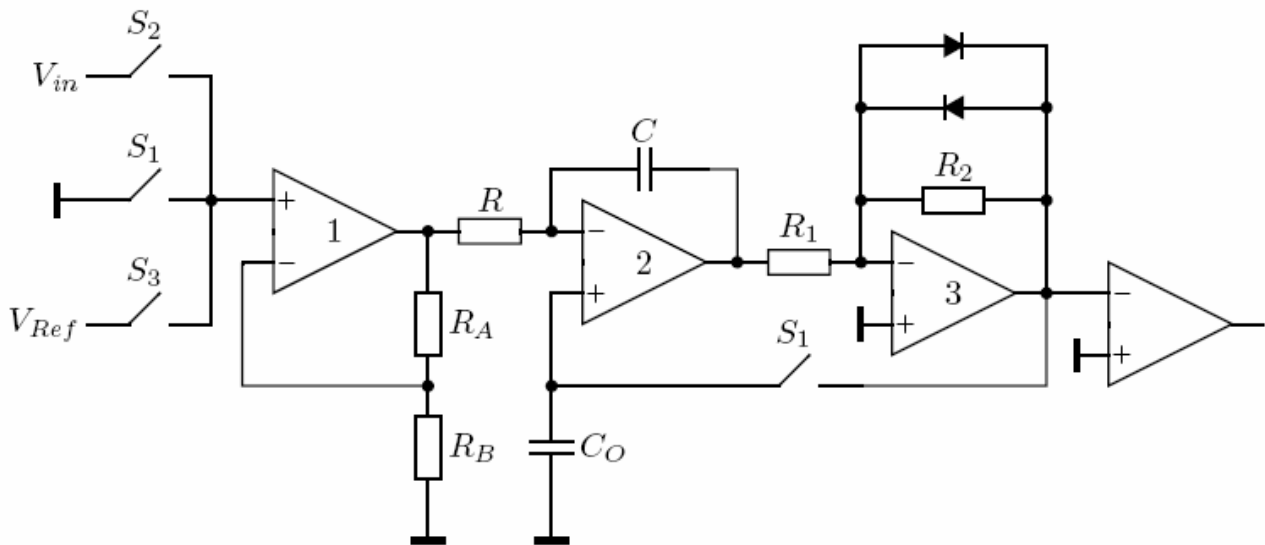 S2
Vin
S1
+
−
1
S3
VRef
RA
RB
R
C
−
+
2
CO
R1
S1
R2
−
+
3
−
+